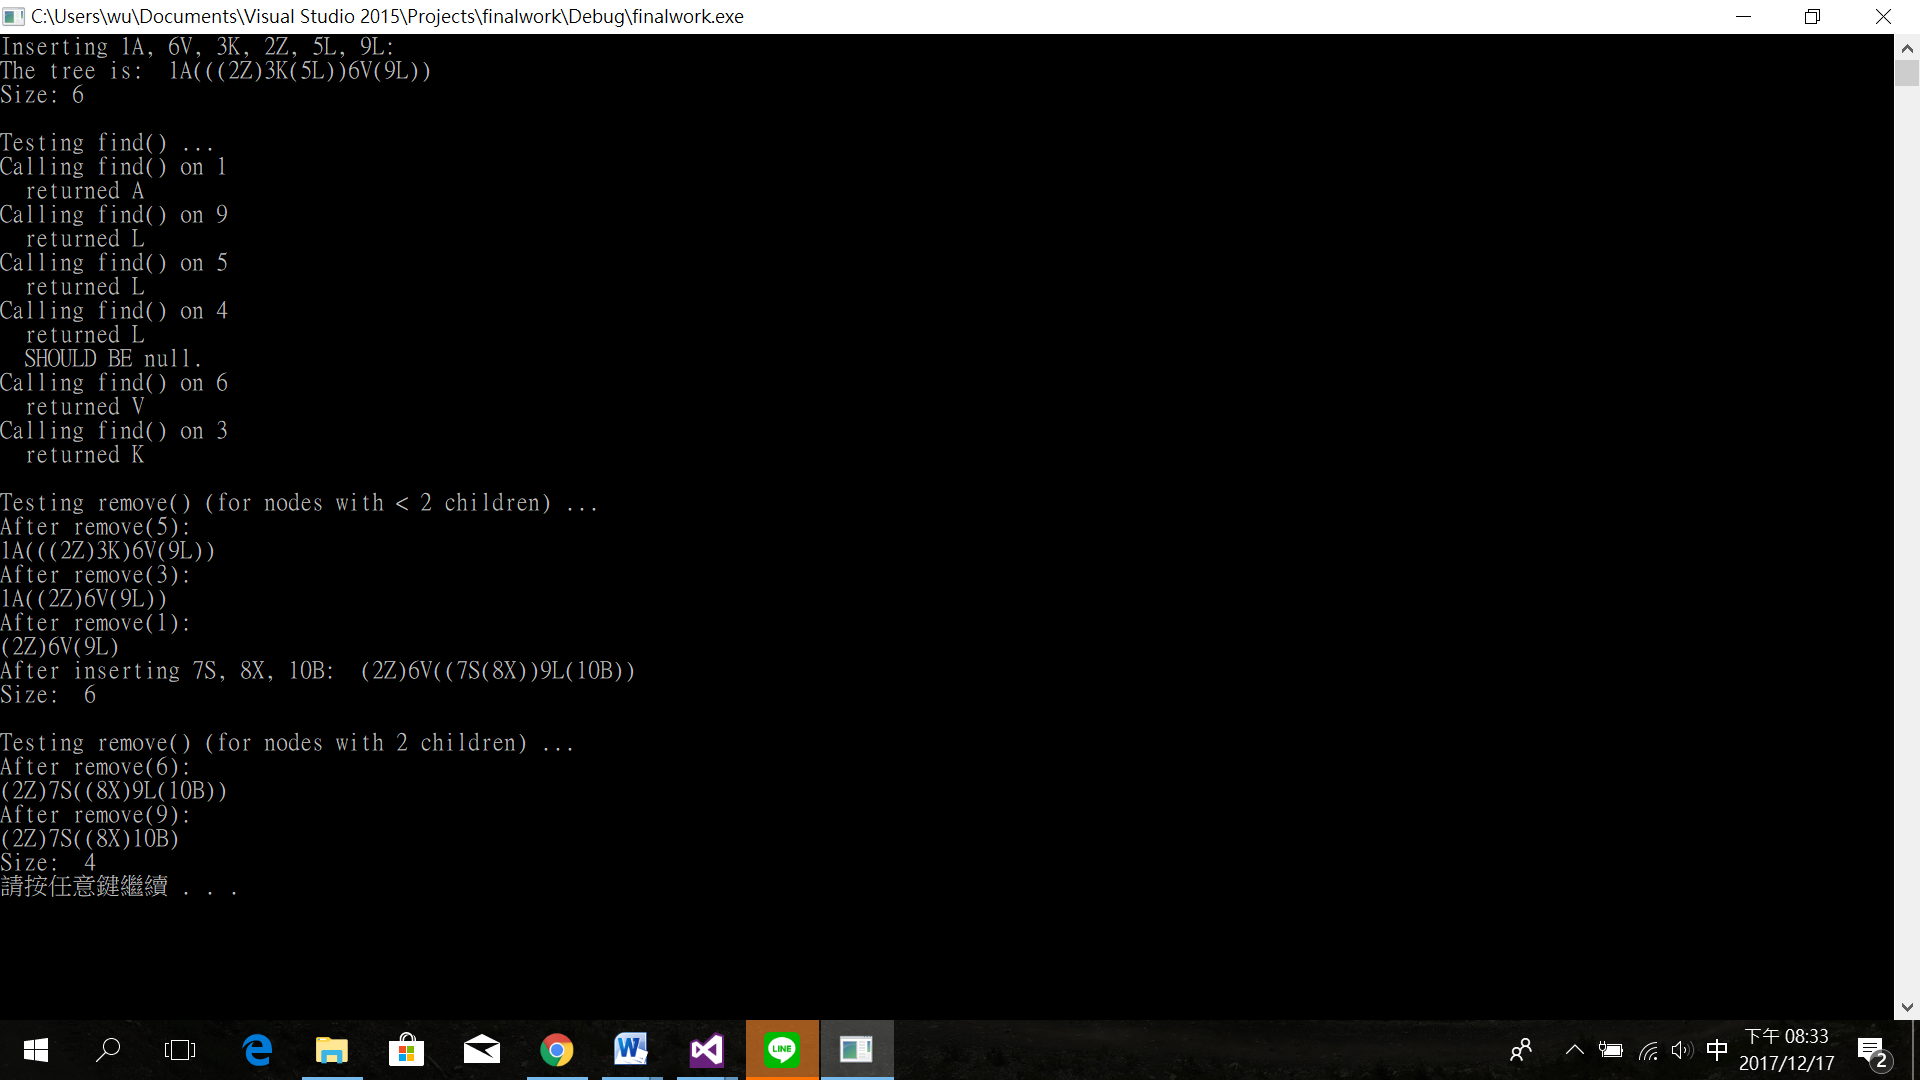 C:\Users\wu\Documents\Visual Studio 2015\Projects\finalwork\Debug\finalwork.exe
Inserting 1A, 6V, 3K, 2Z, 5L, 9L:
The tree is:  1A(((2Z)3K(5L))6V(9L))
Size: 6
Testing find() ...
Calling find() on 1
  returned A
Calling find() on 9
  returned L
Calling find() on 5
  returned L
Calling find() on 4
  returned L
  SHOULD BE null.
Calling find() on 6
  returned V
Calling find() on 3
  returned K
Testing remove() (for nodes with < 2 children) ...
After remove(5):
1A(((2Z)3K)6V(9L))
After remove(3):
1A((2Z)6V(9L))
After remove(1):
(2Z)6V(9L)
After inserting 7S, 8X, 10B:  (2Z)6V((7S(8X))9L(10B))
Size:  6
Testing remove() (for nodes with 2 children) ...
After remove(6):
(2Z)7S((8X)9L(10B))
After remove(9):
(2Z)7S((8X)10B)
Size:  4
請按任意鍵繼續 . . .
LINE
中
下午 08:33
2017/12/17
2